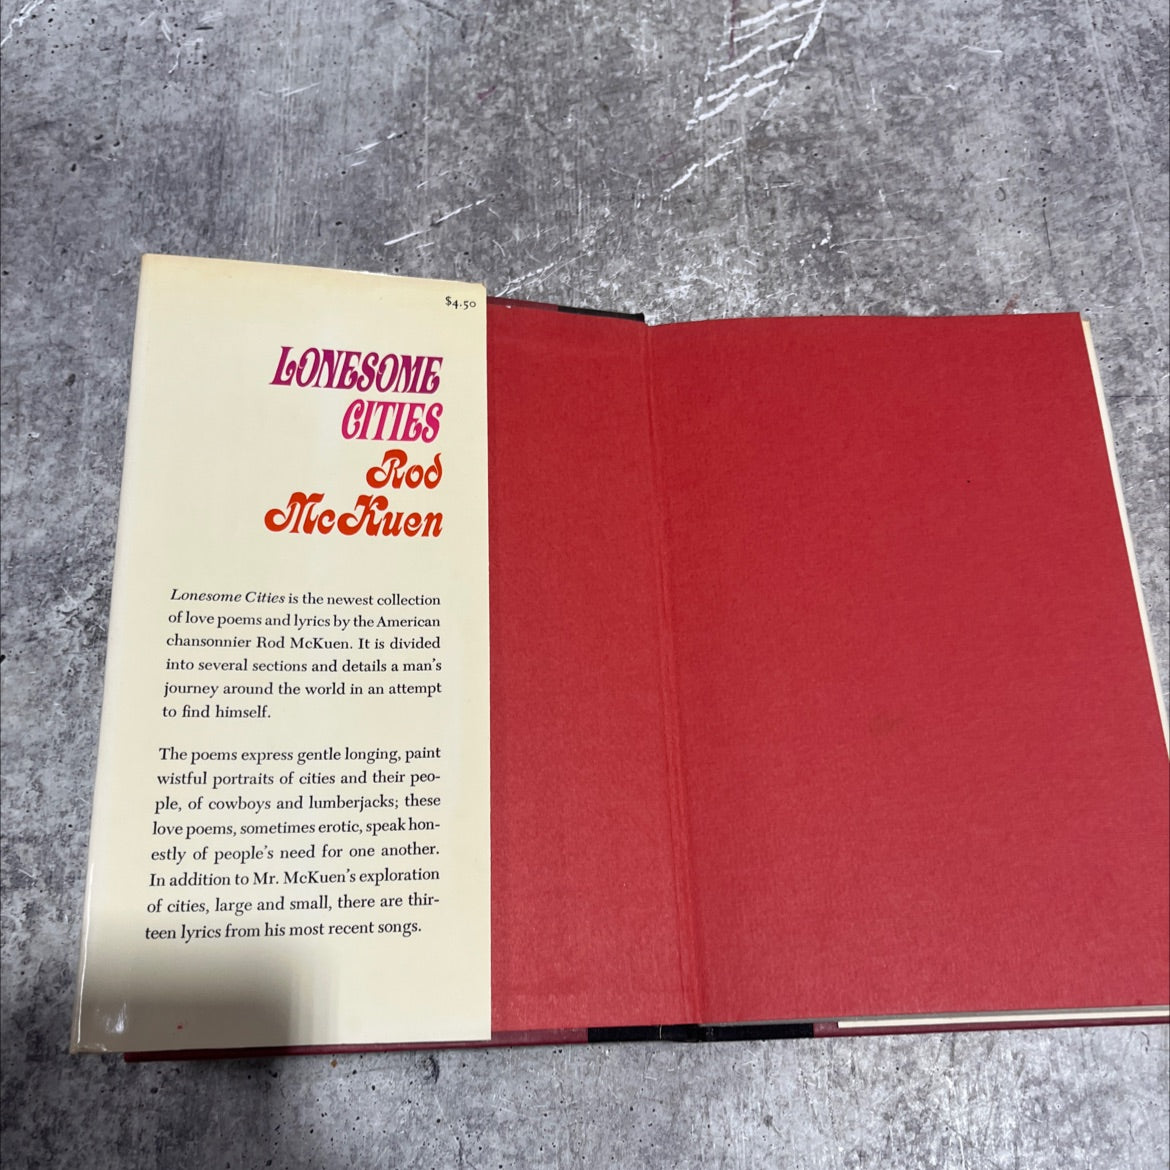 $4.50
LONESOME
CITIES
Rod
McKuen
Lonesome Cities is the newest collection
of love poems and lyrics by the American
chansonnier Rod McKuen. It is divided
into several sections and details a man's
journey around the world in an attempt
to find himself.
The poems express gentle longing, paint
wistful portraits of cities and their peo-
ple, of cowboys and lumberjacks; these
love poems, sometimes erotic, speak hon-
estly of people's need for one another.
In addition to Mr. McKuen's exploration
of cities, large and small, there are thir-
teen lyrics from his most recent songs.